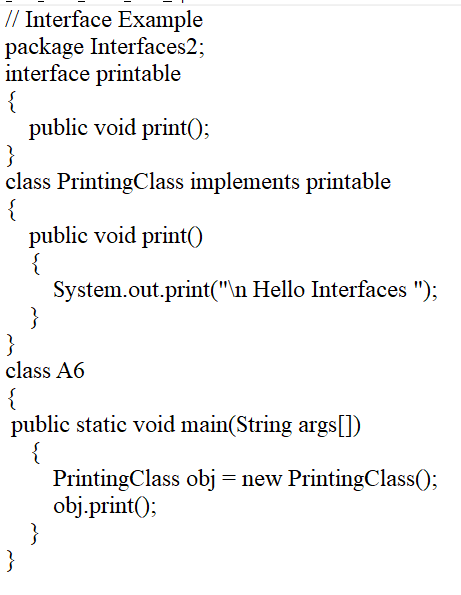 // Interface Example
package Interfaces2;
interface printable
{
public void print();
}
class PrintingClass implements printable
{
public void print()
{
System.out.print("\n Hello Interfaces ");
}
}
class A6
{
public static void main(String args[])
{
PrintingClass obj = new PrintingClass();
obj.print();
}
}